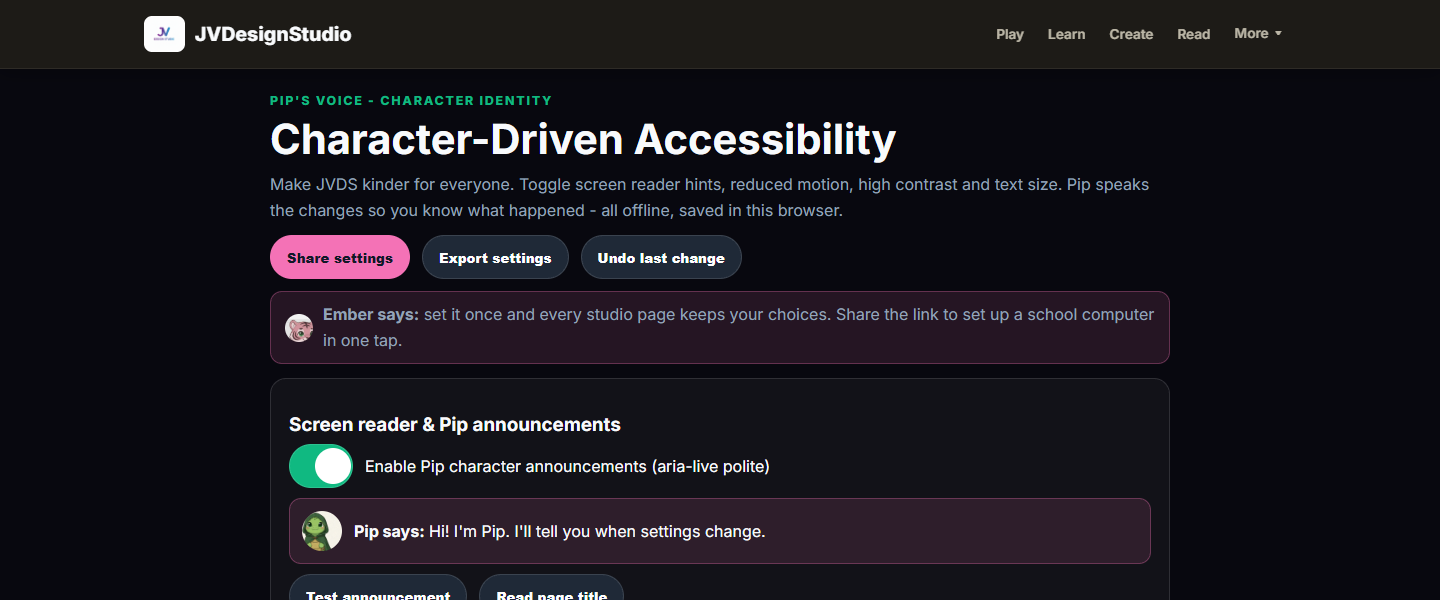 JV
JVDesignStudio
Play
Learn
Create
Read
More
PIP'S VOICE - CHARACTER IDENTITY
Character-Driven Accessibility
Make JVDS kinder for everyone. Toggle screen reader hints, reduced motion, high contrast and text size. Pip speaks
the changes so you know what happened - all offline, saved in this browser.
Share settings
Export settings
Undo last change
Ember says: set it once and every studio page keeps your choices. Share the link to set up a school computer
in one tap.
Screen reader & Pip announcements
Enable Pip character announcements (aria-live polite)
Pip says: Hi! I'm Pip. I'll tell you when settings change.
Test announcement
Read page title